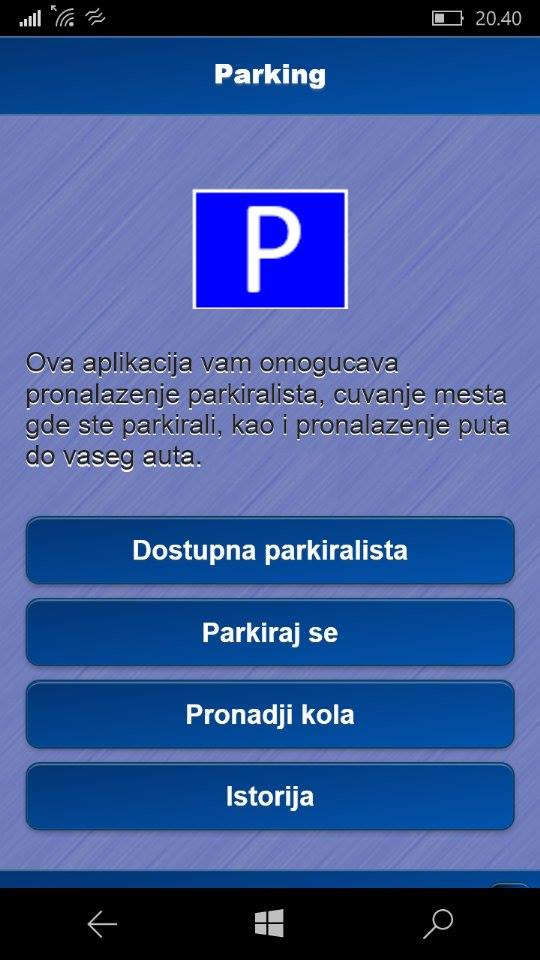 20.40
Parking
P
Ova aplikacija vam omogucava
pronalazenje parkiralista, cuvanje mesta
gde ste parkirali, kao i pronalazenje puta
do vaseg auta.
Dostupna parkiralista
Parkiraj se
Pronadji kola
Istorija